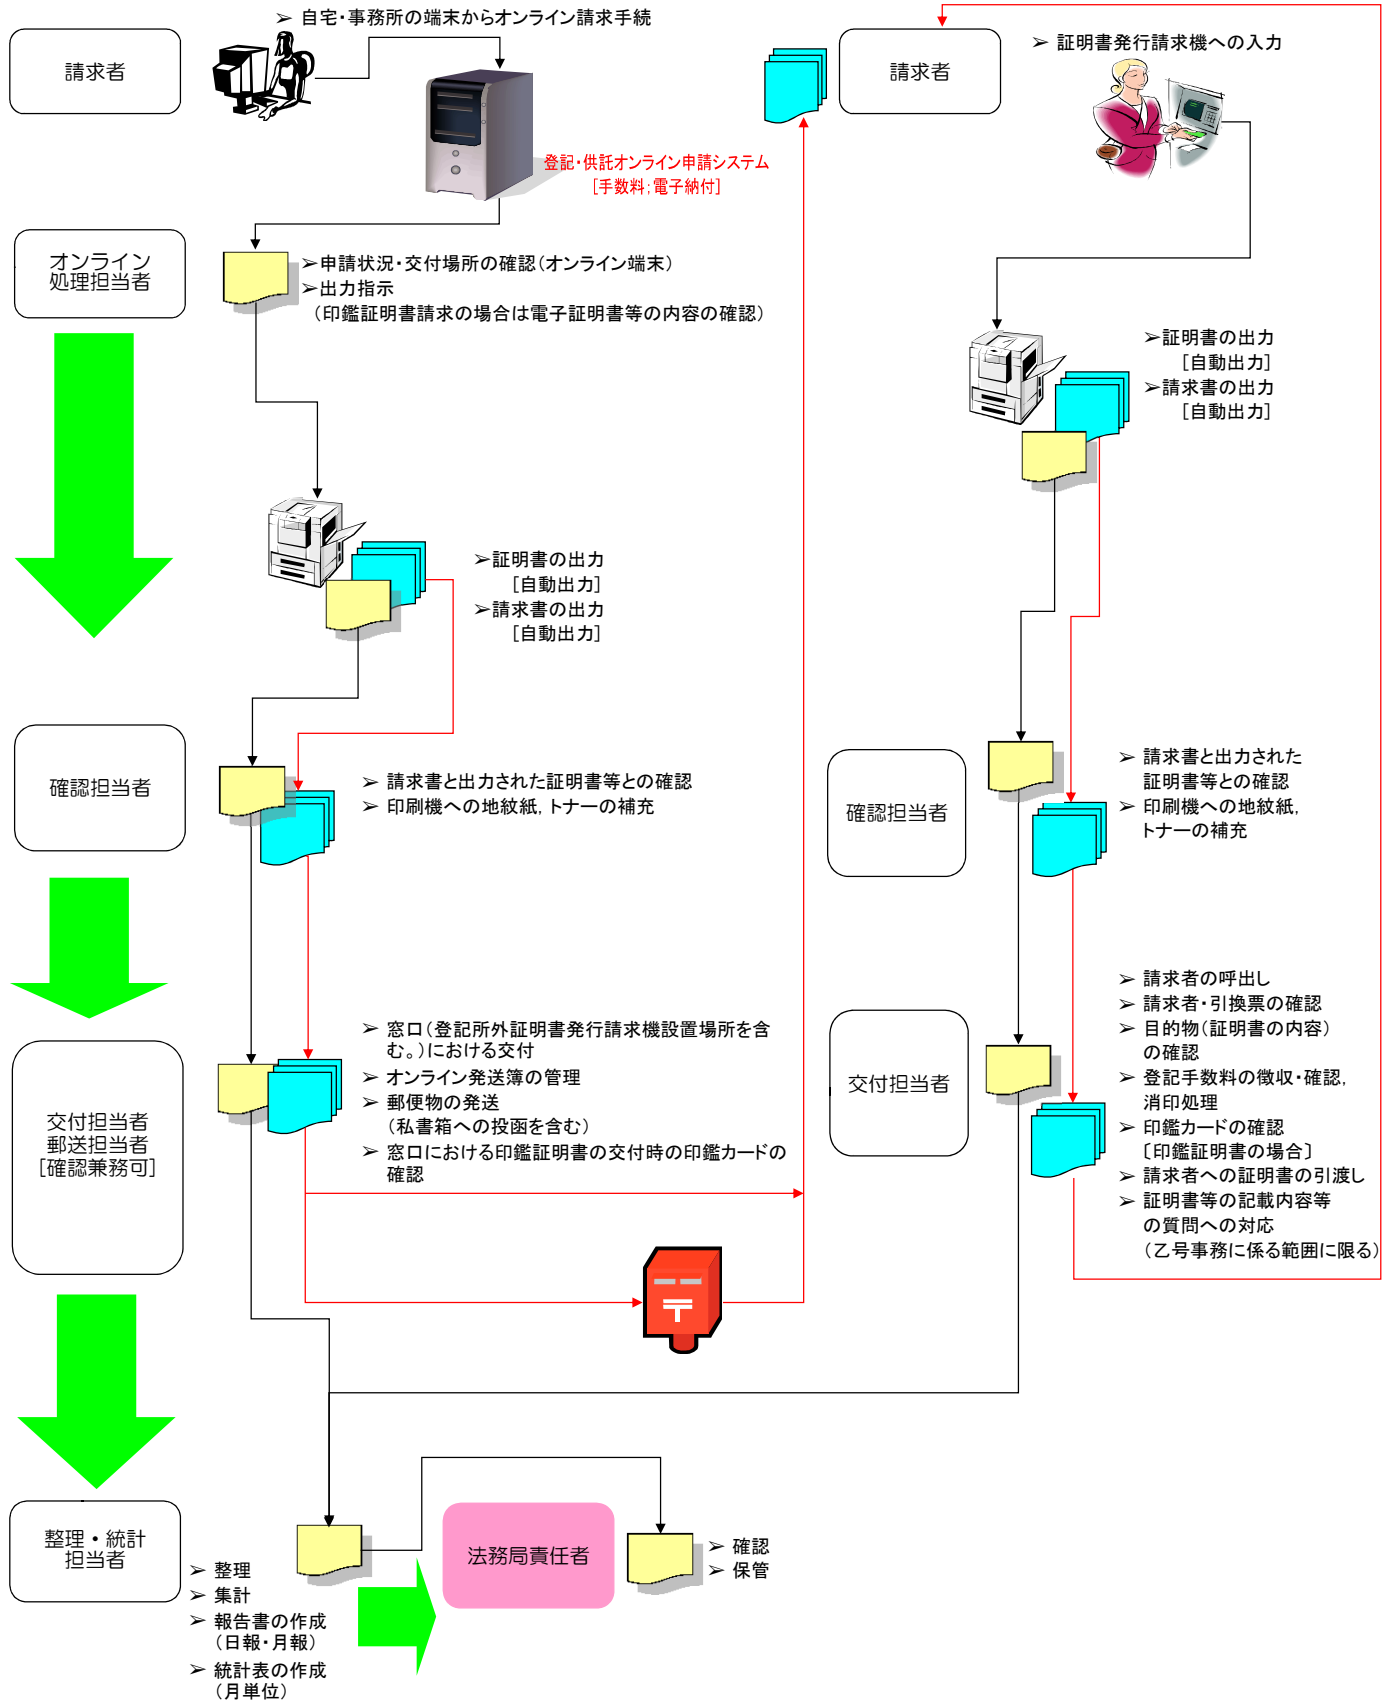 ➢ 自宅・事務所の端末からオンライン請求手続
請求者
登記・供託オンライン申請システム
[手数料;電子納付]
オンライン
処理担当者
➢申請状況・交付場所の確認(オンライン端末)
➢出力指示
(印鑑証明書請求の場合は電子証明書等の内容の確認)
➢証明書の出力
[自動出力]
➢請求書の出力
[自動出力]
確認担当者
➢ 請求書と出力された証明書等との確認
➢ 印刷機への地紋紙,トナーの補充
交付担当者
郵送担当者
[確認兼務可]
➢ 窓口(登記所外証明書発行請求機設置場所を含
む。)における交付
➢ オンライン発送簿の管理
➢ 郵便物の発送
(私書箱への投函を含む)
➢ 窓口における印鑑証明書の交付時の印鑑カードの
確認
〒
請求者
➢ 証明書発行請求機への入力
➢証明書の出力
[自動出力]
➢請求書の出力
[自動出力]
確認担当者
➢ 請求書と出力された
証明書等との確認
➢ 印刷機への地紋紙,
トナーの補充
交付担当者
➢ 請求者の呼出し
➢ 請求者・引換票の確認
➢ 目的物(証明書の内容)
の確認
➢ 登記手数料の徴収・確認,
消印処理
➢ 印鑑カードの確認
〔印鑑証明書の場合〕
➢ 請求者への証明書の引渡し
➢ 証明書等の記載内容等
の質問への対応
(乙号事務に係る範囲に限る)
整理・統計
担当者
➢ 整理
➢ 集計
➢ 報告書の作成
(日報・月報)
➢ 統計表の作成
(月単位)
法務局責任者
➢ 確認
➢ 保管